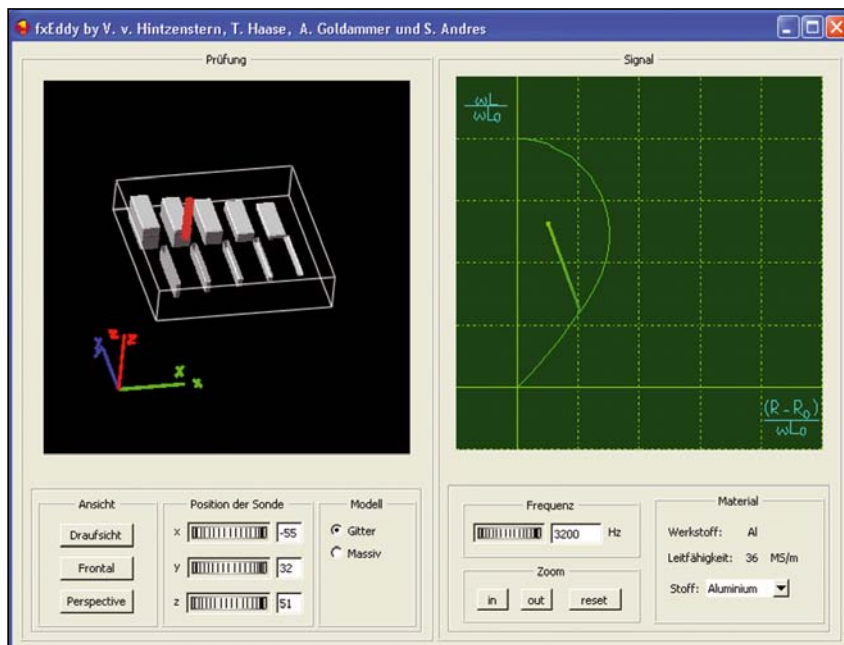 fxEddy by V. v. Hintzenstern, T. Haase, A. Goldammer und S. Andres
Prüfung
z
z
y
x
x
Ansicht
Draufsicht
Frontal
Perspective
Position der Sonde
x -55
y 32
z 51
Modell
Gitter
Massiv
Signal
ωL
ωL₀
(R-R₀)
ωL₀
Frequenz
3200 Hz
Zoom
in out reset
Material
Werkstoff: Al
Leitfähigkeit: 36 MS/m
Stoff: Aluminium